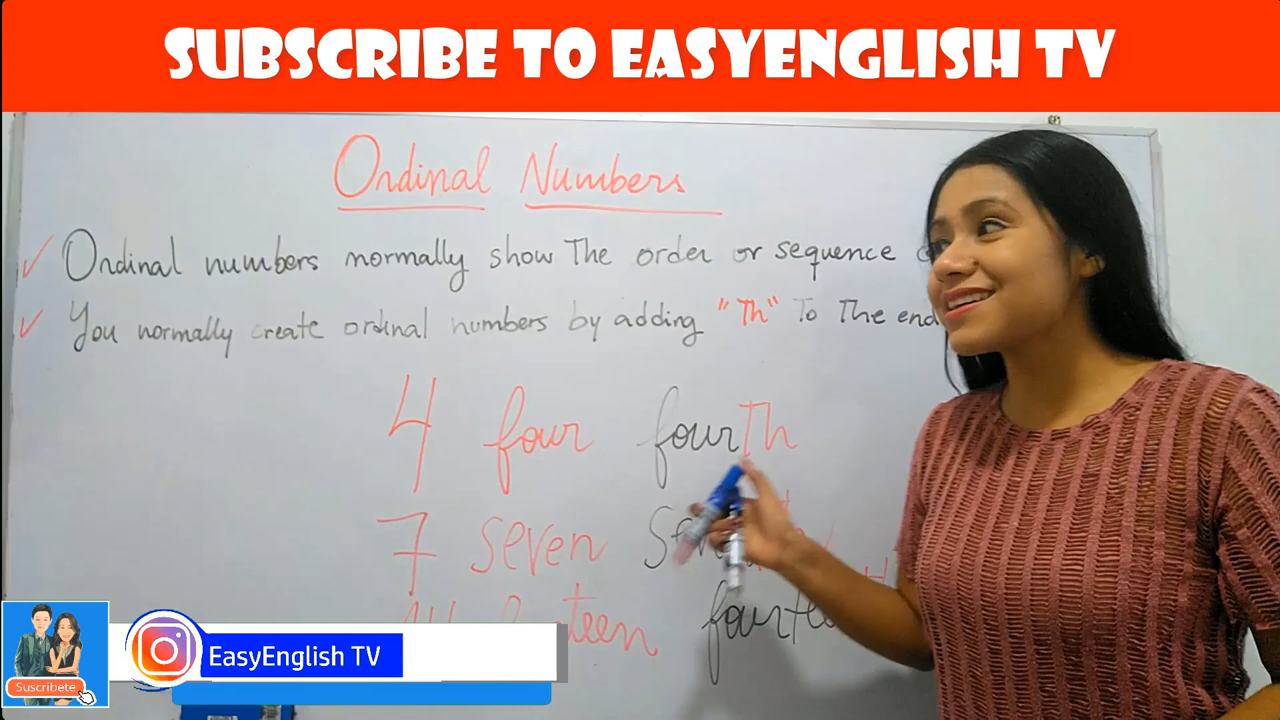 SUBSCRIBE TO EASYENGLISH TV
Ordinal Numbers
Ordinal numbers normally show The order or sequence
You normally create ordinal numbers by adding "Th" To The end
4 four fourTh
7 seven
Suscribete
EasyEnglish TV